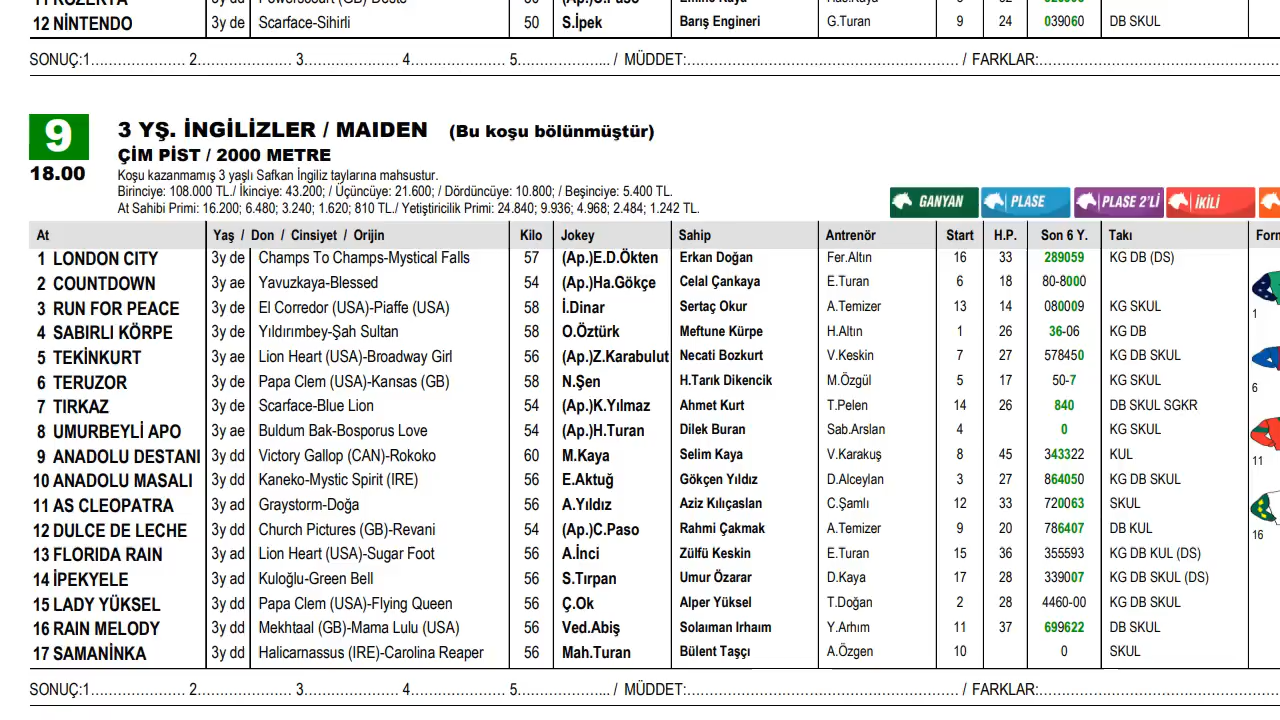 12 NİNTENDO 3y de Scarface-Sihirli 50 S.İpek Barış Engineri G.Turan 9 24 039060 DB SKUL
SONUÇ:1..................... 2..................... 3..................... 4..................... 5..................... / MÜDDET:............................................................. / FARKLAR:......................................................
9
18.00
3 YŞ. İNGİLİZLER / MAIDEN (Bu koşu bölünmüştür)
ÇİM PİST / 2000 METRE
Koşu kazanmamış 3 yaşlı Safkan İngiliz taylarına mahsustur.
Birinciye: 108.000 TL./ İkinciye: 43.200; / Üçüncüye: 21.600; / Dördüncüye: 10.800; / Beşinciye: 5.400 TL.
At Sahibi Primi: 16.200; 6.480; 3.240; 1.620; 810 TL./ Yetiştiricilik Primi: 24.840; 9.936; 4.968; 2.484; 1.242 TL.
GANYAN PLASE PLASE 2'Lİ İKİLİ
At Yaş / Don / Cinsiyet / Orijin Kilo Jokey Sahip Antrenör Start H.P. Son 6 Y. Takı Form
1 LONDON CITY 3y de Champs To Champs-Mystical Falls 57 (Ap.)E.D.Ökten Erkan Doğan Fer.Altın 16 33 289059 KG DB (DS)
2 COUNTDOWN 3y ae Yavuzkaya-Blessed 54 (Ap.)Ha.Gökçe Celal Çankaya E.Turan 6 18 80-8000
3 RUN FOR PEACE 3y de El Corredor (USA)-Piaffe (USA) 58 İ.Dinar Sertaç Okur A.Temizer 13 14 080009 KG SKUL
1
4 SABIRLI KÖRPE 3y de Yıldırımbey-Şah Sultan 58 O.Öztürk Meftune Kürpe H.Altın 1 26 36-06 KG DB
5 TEKİNKURT 3y ae Lion Heart (USA)-Broadway Girl 56 (Ap.)Z.Karabulut Necati Bozkurt V.Keskin 7 27 578450 KG DB SKUL
6 TERUZOR 3y de Papa Clem (USA)-Kansas (GB) 58 N.Şen H.Tarık Dikencik M.Özgül 5 17 50-7 KG SKUL
6
7 TIRKAZ 3y de Scarface-Blue Lion 54 (Ap.)K.Yılmaz Ahmet Kurt T.Pelen 14 26 840 DB SKUL SGKR
8 UMURBEYLİ APO 3y ae Buldum Bak-Bosporus Love 54 (Ap.)H.Turan Dilek Buran Sab.Arslan 4 0 KG SKUL
9 ANADOLU DESTANI 3y dd Victory Gallop (CAN)-Rokoko 60 M.Kaya Selim Kaya V.Karakuş 8 45 343322 KUL
11
10 ANADOLU MASALI 3y dd Kaneko-Mystic Spirit (IRE) 56 E.Aktuğ Gökçen Yıldız D.Alceylan 3 27 864050 KG DB SKUL
11 AS CLEOPATRA 3y ad Graystorm-Doğa 56 A.Yıldız Aziz Kılıçaslan C.Şamlı 12 33 720063 SKUL
12 DULCE DE LECHE 3y dd Church Pictures (GB)-Revani 54 (Ap.)C.Paso Rahmi Çakmak A.Temizer 9 20 786407 DB KUL
16
13 FLORIDA RAIN 3y ad Lion Heart (USA)-Sugar Foot 56 A.İnci Zülfü Keskin E.Turan 15 36 355593 KG DB KUL (DS)
14 İPEKYELE 3y ad Kuloğlu-Green Bell 56 S.Tırpan Umur Özarar D.Kaya 17 28 339007 KG DB SKUL (DS)
15 LADY YÜKSEL 3y dd Papa Clem (USA)-Flying Queen 56 Ç.Ok Alper Yüksel T.Doğan 2 28 4460-00 KG DB SKUL
16 RAIN MELODY 3y dd Mekhtaal (GB)-Mama Lulu (USA) 56 Ved.Abiş Solaıman Irhaım Y.Arhım 11 37 699622 DB SKUL
17 SAMANİNKA 3y dd Halicarnassus (IRE)-Carolina Reaper 56 Mah.Turan Bülent Taşçı A.Özgen 10 0 SKUL
SONUÇ:1..................... 2..................... 3..................... 4..................... 5..................... / MÜDDET:............................................................. / FARKLAR:......................................................